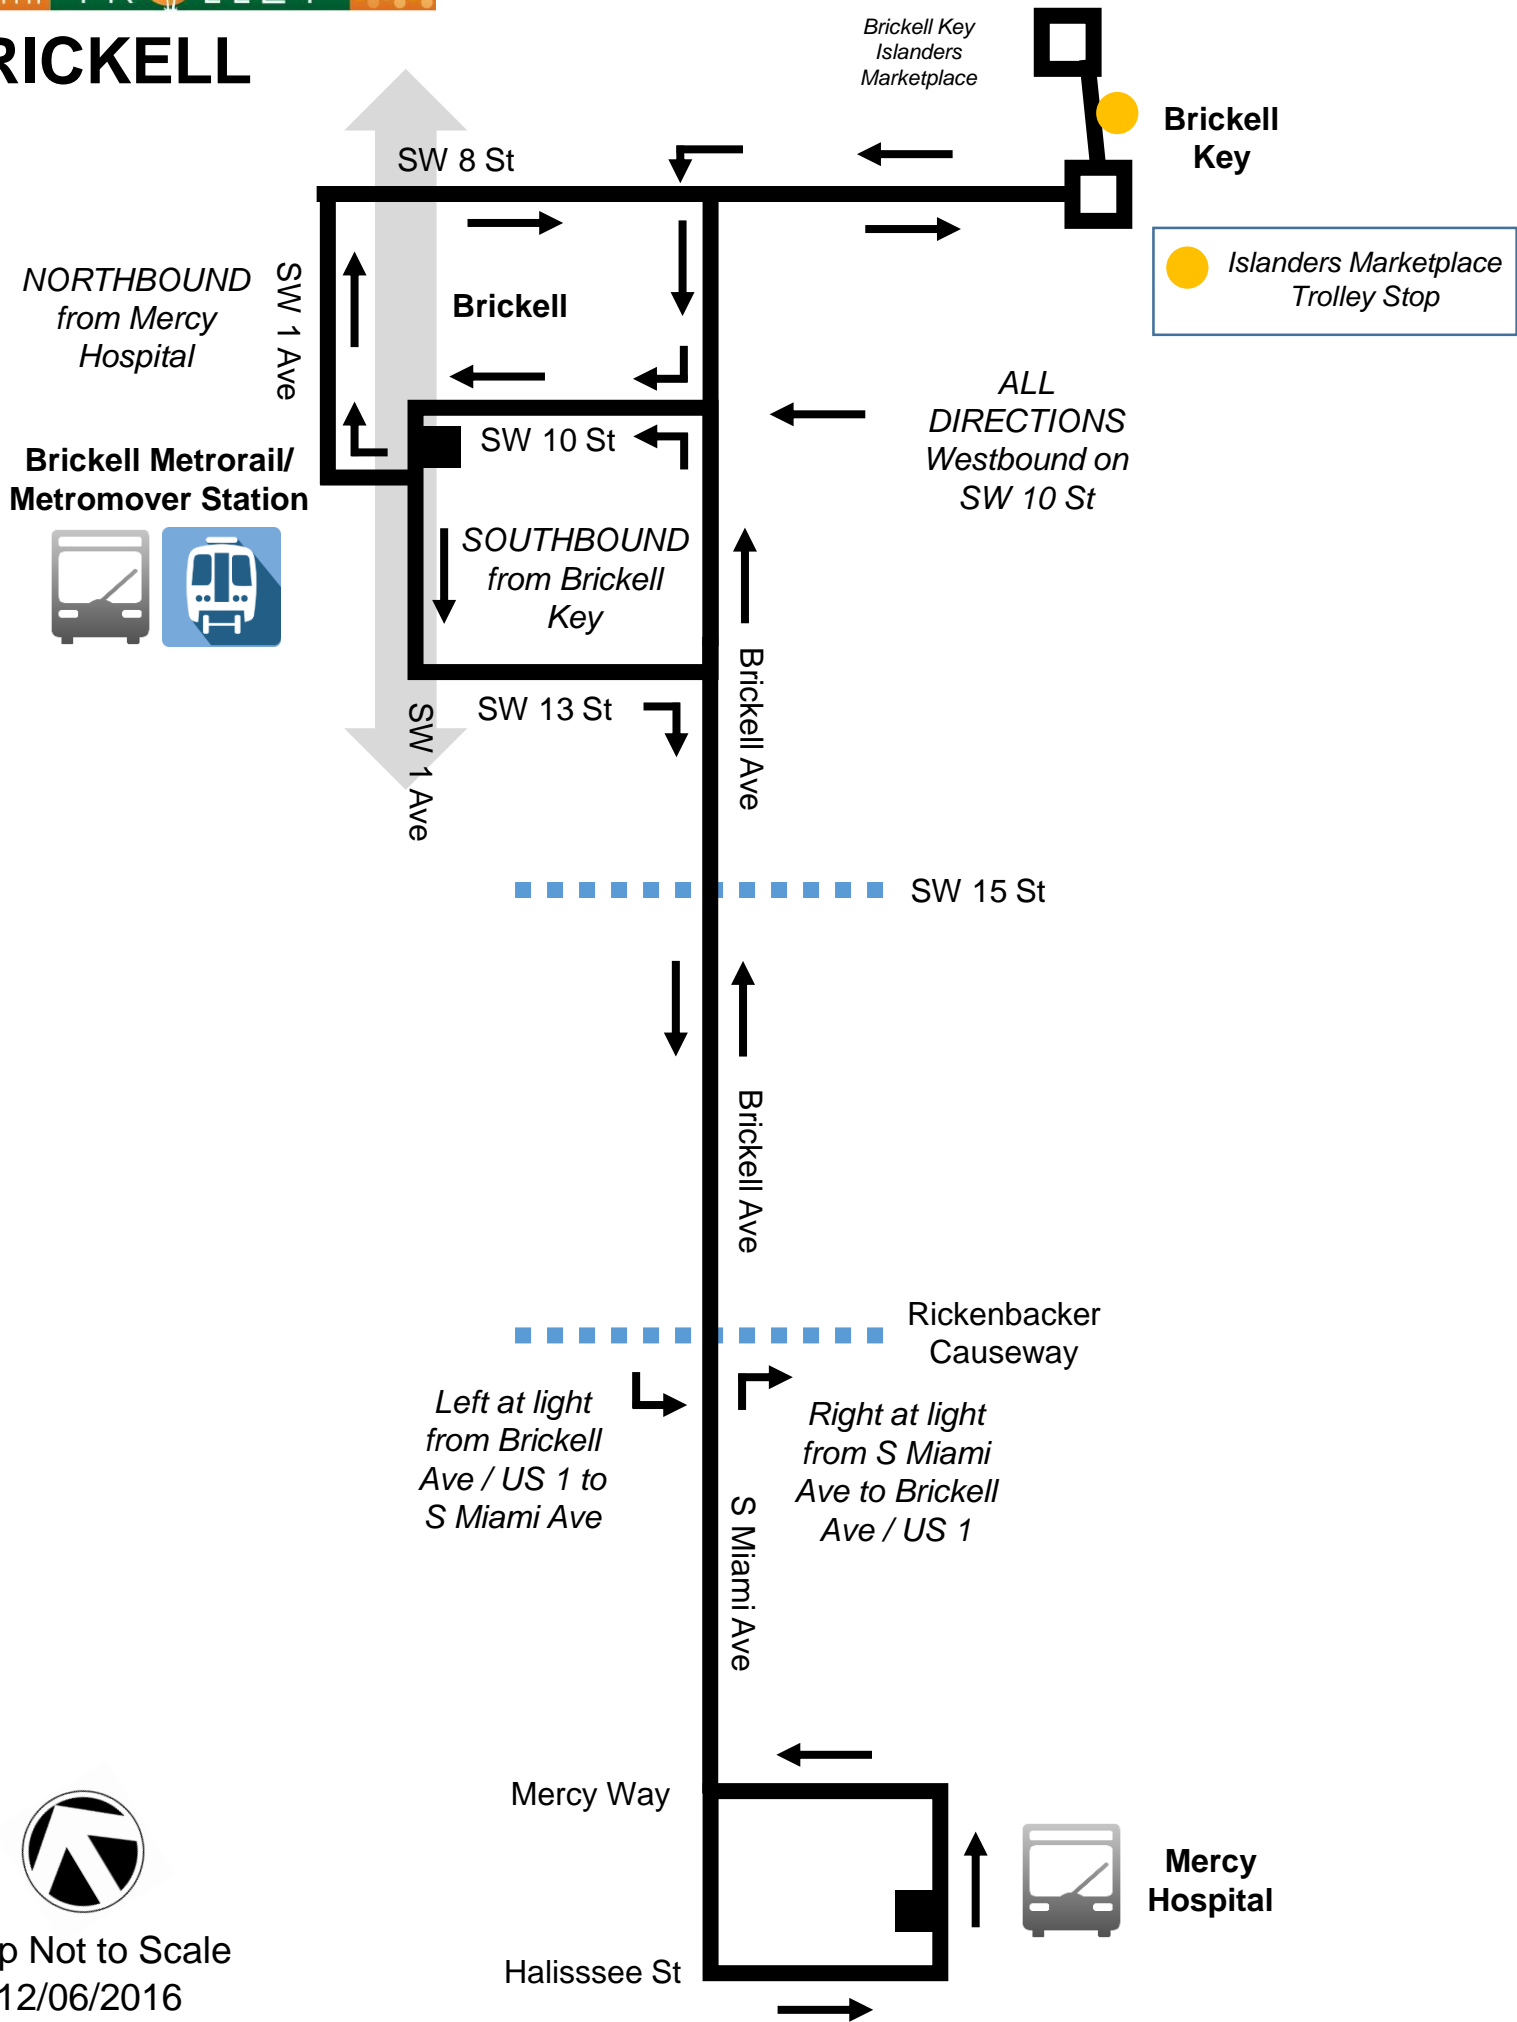 RICKELL
Brickell Key
Islanders
Marketplace
Brickell
Key
SW 8 St
Islanders Marketplace
Trolley Stop
NORTHBOUND
from Mercy
Hospital
SW 1 Ave
Brickell
ALL
DIRECTIONS
Westbound on
SW 10 St
SW 10 St
Brickell Metrorail/
Metromover Station
SOUTHBOUND
from Brickell
Key
Brickell Ave
SW 13 St
SW 1 Ave
SW 15 St
Brickell Ave
Rickenbacker
Causeway
Left at light
from Brickell
Ave / US 1 to
S Miami Ave
Right at light
from S Miami
Ave to Brickell
Ave / US 1
S Miami Ave
Mercy Way
Mercy
Hospital
Halisssee St
p Not to Scale
12/06/2016